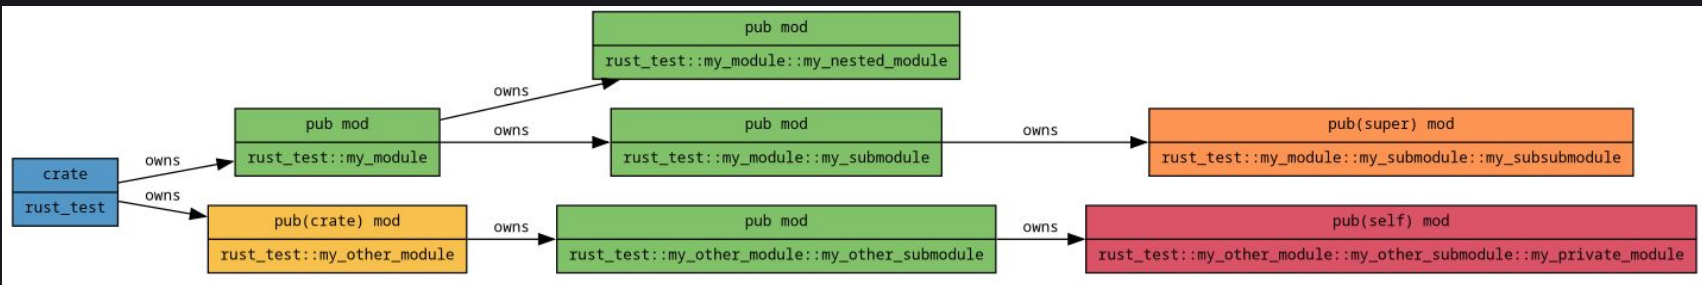 pub mod
rust_test::my_module::my_nested_module
owns
pub mod
rust_test::my_module
owns
pub mod
rust_test::my_module::my_submodule
owns
pub(super) mod
rust_test::my_module::my_submodule::my_subsubmodule
owns
crate
rust_test
owns
pub(crate) mod
rust_test::my_other_module
owns
pub mod
rust_test::my_other_module::my_other_submodule
owns
pub(self) mod
rust_test::my_other_module::my_other_submodule::my_private_module